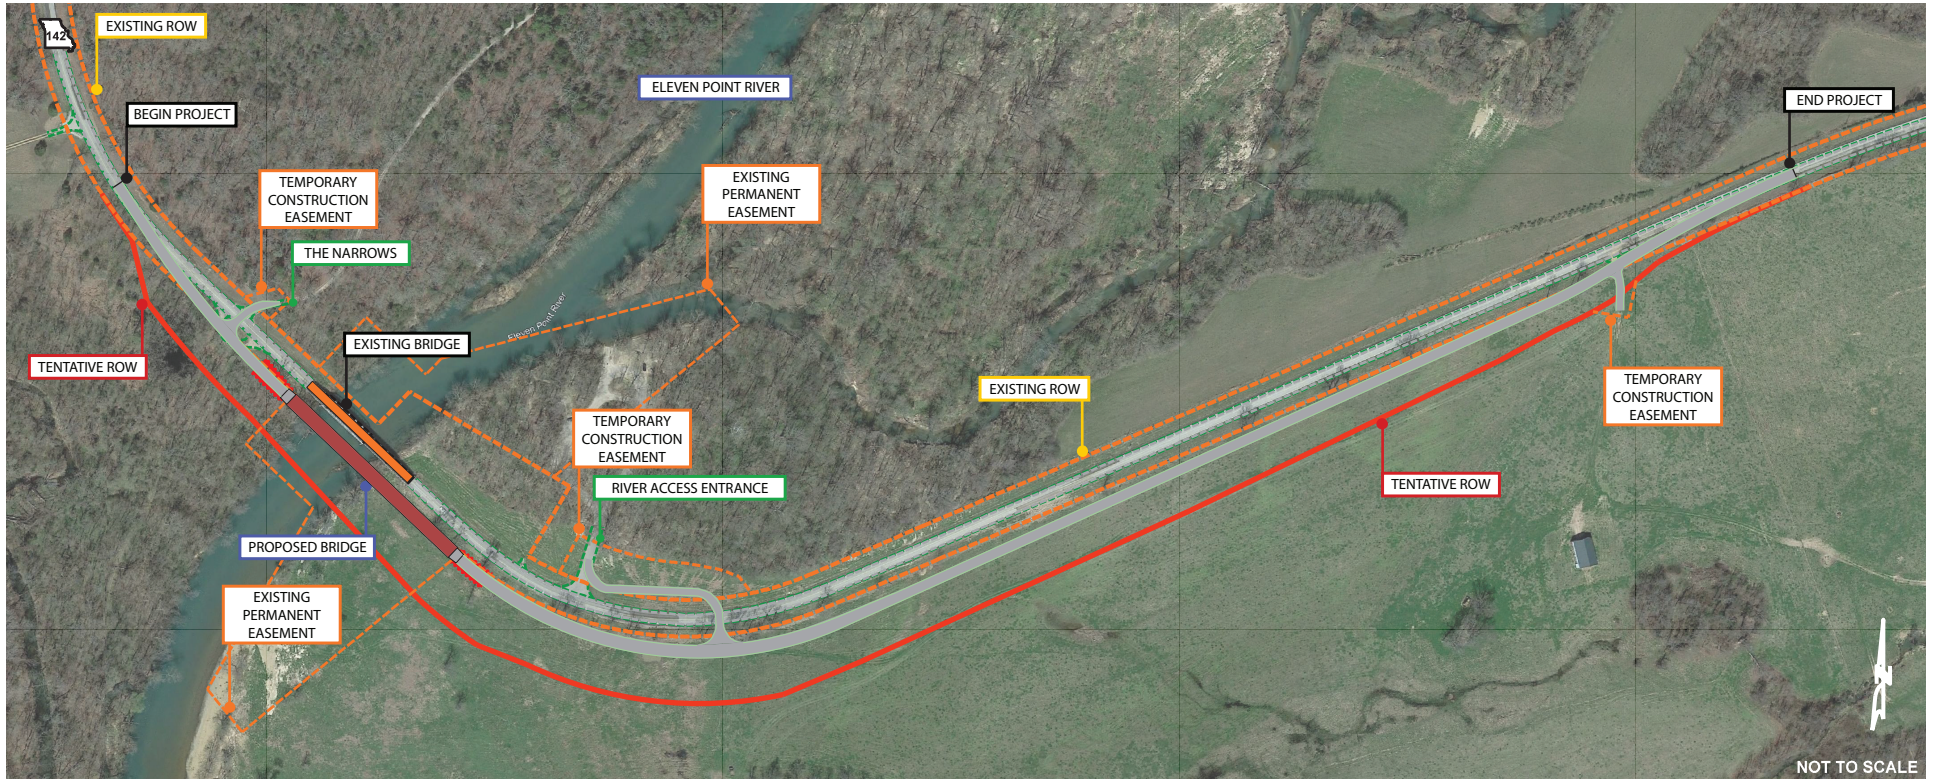 142
EXISTING ROW
BEGIN PROJECT
ELEVEN POINT RIVER
END PROJECT
TEMPORARY
CONSTRUCTION
EASEMENT
EXISTING
PERMANENT
EASEMENT
THE NARROWS
Eleven Point River
EXISTING BRIDGE
TENTATIVE ROW
EXISTING ROW
TEMPORARY
CONSTRUCTION
EASEMENT
TEMPORARY
CONSTRUCTION
EASEMENT
RIVER ACCESS ENTRANCE
TENTATIVE ROW
PROPOSED BRIDGE
EXISTING
PERMANENT
EASEMENT
NOT TO SCALE